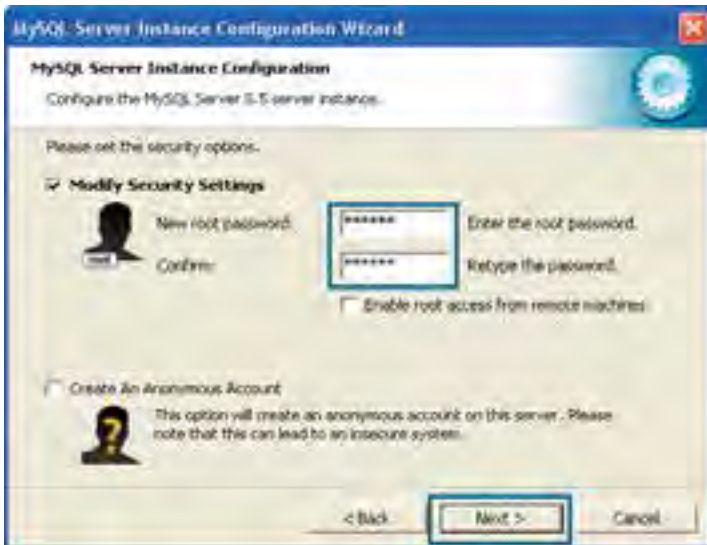 MySQL Server Instance Configuration Wizard
MySQL Server Instance Configuration
Configure the MySQL Server 5.5 server instance.
Please set the security options.
Modify Security Settings
New root password: ****** Enter the root password.
root
Confirm: ****** Retype the password.
Enable root access from remote machines
Create An Anonymous Account
This option will create an anonymous account on this server. Please
note that this can lead to an insecure system.
?
< Back Next > Cancel